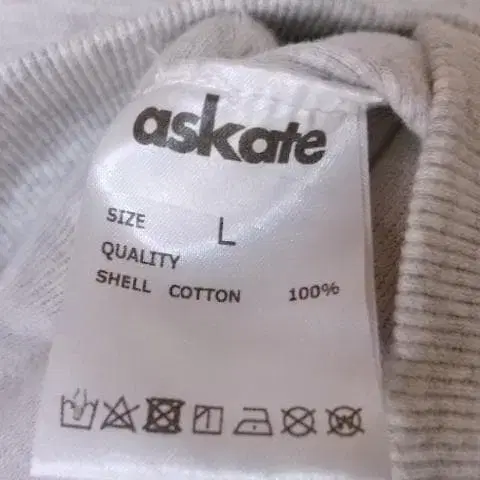 askate
SIZE L
QUALITY
SHELL COTTON 100%